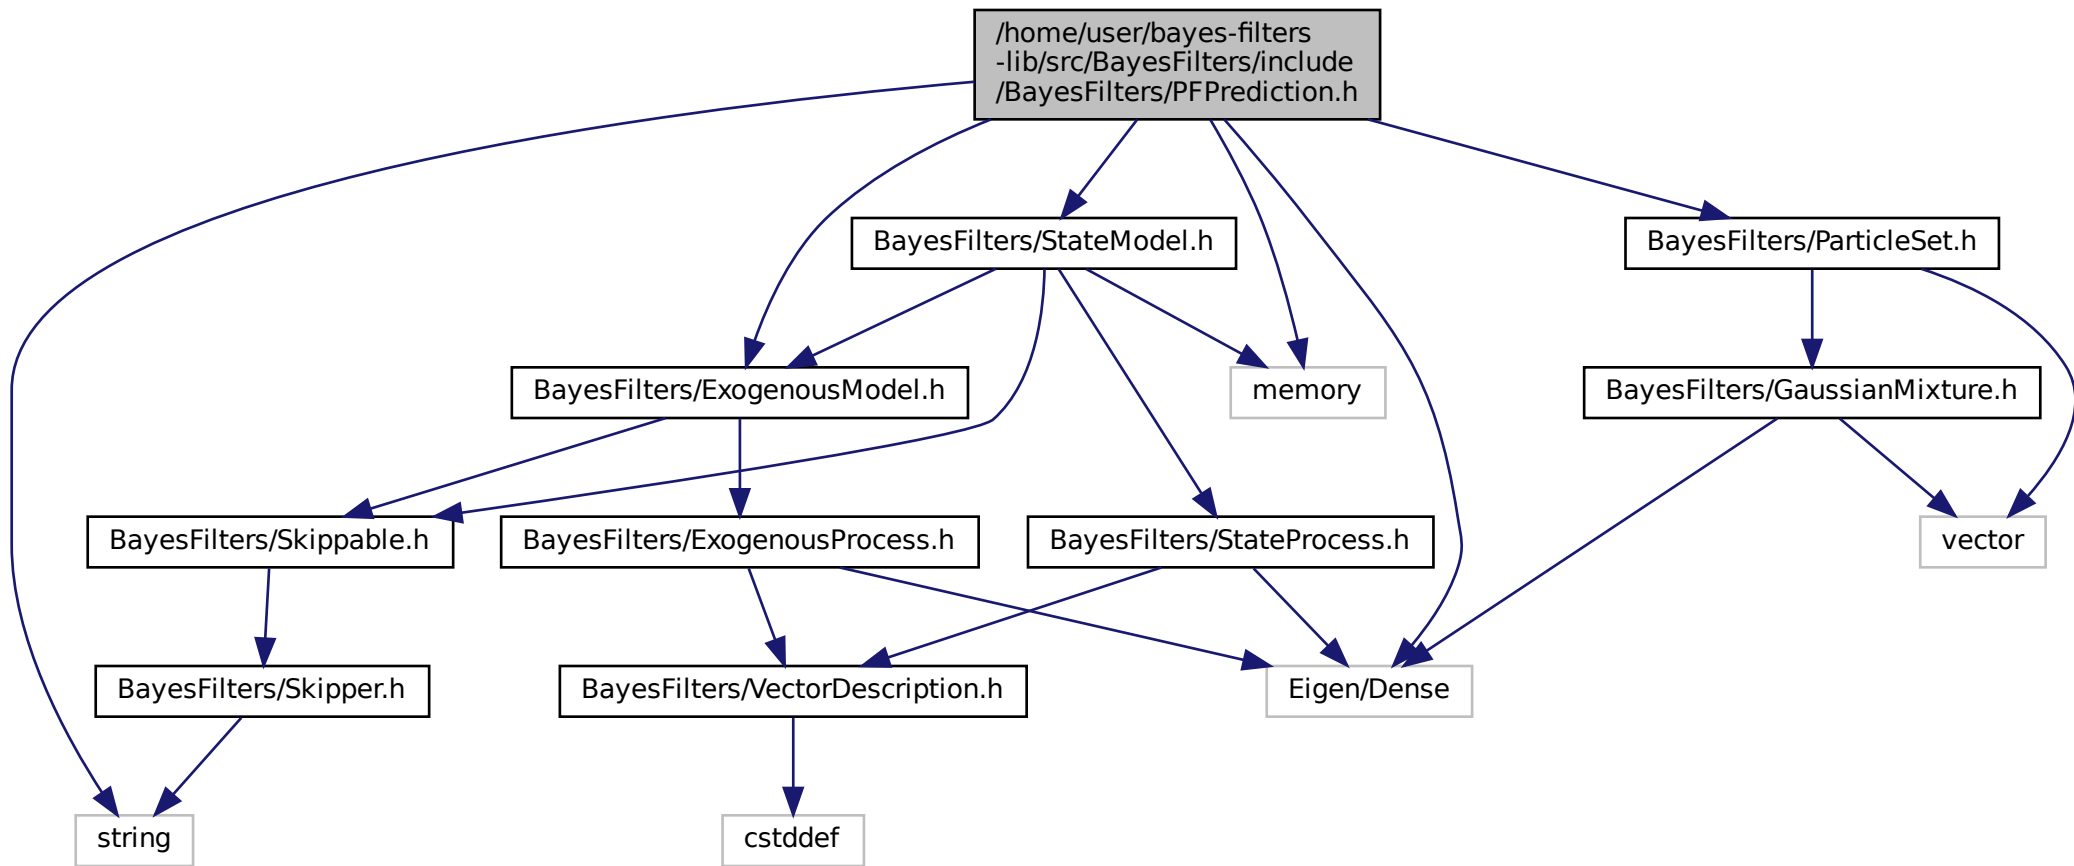 /home/user/bayes-filters
-lib/src/BayesFilters/include
/BayesFilters/PFPrediction.h
BayesFilters/StateModel.h
BayesFilters/ParticleSet.h
BayesFilters/ExogenousModel.h
memory
BayesFilters/GaussianMixture.h
BayesFilters/Skippable.h
BayesFilters/ExogenousProcess.h
BayesFilters/StateProcess.h
vector
BayesFilters/Skipper.h
BayesFilters/VectorDescription.h
Eigen/Dense
string
cstddef